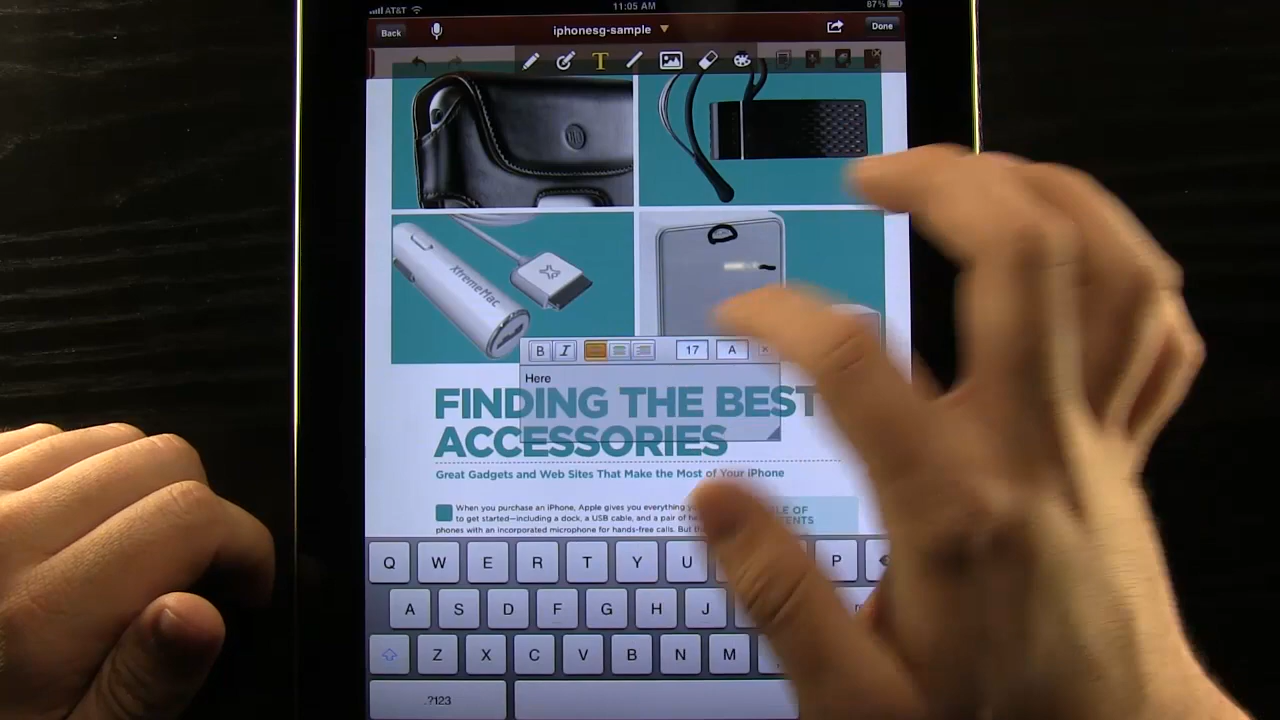 AT&T 11:05 AM 87%
Back iphonesg-sample Done
T
XtremeMac
B I 17 A
Here
FINDING THE BEST
ACCESSORIES
Great Gadgets and Web Sites That Make the Most of Your iPhone
When you purchase an iPhone, Apple gives you everything
to get started—including a dock, a USB cable, and a pair of
phones with an incorporated microphone for hands-free calls. But
Q W E R T Y U P
A S D F G H J
Z X C V B N M
.?123